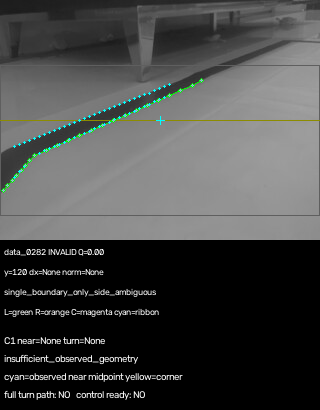 data_0282 INVALID Q=0.00
y=120 dx=None norm=None
single_boundary_only_side_ambiguous
L=green R=orange C=magenta cyan=ribbon
C1 near=None turn=None
insufficient_observed_geometry
cyan=observed near midpoint yellow=corner
full turn path: NO control ready: NO